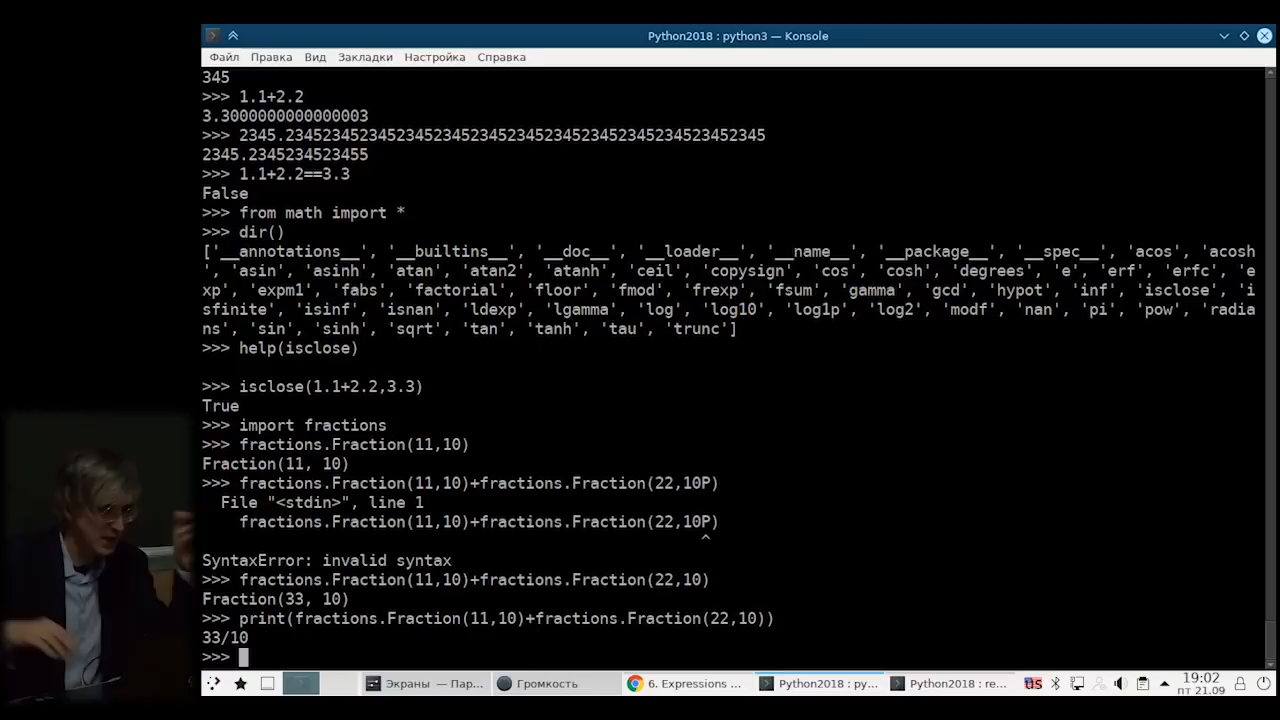 Python2018 : python3 — Konsole
Файл Правка Вид Закладки Настройка Справка
345
>>> 1.1+2.2
3.3000000000000003
>>> 2345.234523452345234523452345234523452345234523452345234523452345
2345.2345234523455
>>> 1.1+2.2==3.3
False
>>> from math import *
>>> dir()
['__annotations__', '__builtins__', '__doc__', '__loader__', '__name__', '__package__', '__spec__', 'acos', 'acosh
', 'asin', 'asinh', 'atan', 'atan2', 'atanh', 'ceil', 'copysign', 'cos', 'cosh', 'degrees', 'e', 'erf', 'erfc', 'e
xp', 'expm1', 'fabs', 'factorial', 'floor', 'fmod', 'frexp', 'fsum', 'gamma', 'gcd', 'hypot', 'inf', 'isclose', 'i
sfinite', 'isinf', 'isnan', 'ldexp', 'lgamma', 'log', 'log10', 'log1p', 'log2', 'modf', 'nan', 'pi', 'pow', 'radia
ns', 'sin', 'sinh', 'sqrt', 'tan', 'tanh', 'tau', 'trunc']
>>> help(isclose)
>>> isclose(1.1+2.2,3.3)
True
>>> import fractions
>>> fractions.Fraction(11,10)
Fraction(11, 10)
>>> fractions.Fraction(11,10)+fractions.Fraction(22,10P)
File "<stdin>", line 1
fractions.Fraction(11,10)+fractions.Fraction(22,10P)
^
SyntaxError: invalid syntax
>>> fractions.Fraction(11,10)+fractions.Fraction(22,10)
Fraction(33, 10)
>>> print(fractions.Fraction(11,10)+fractions.Fraction(22,10))
33/10
>>>
Экраны — Пар... Громкость 6. Expressions ... Python2018 : py... Python2018 : re... us 19:02
пт 21.09